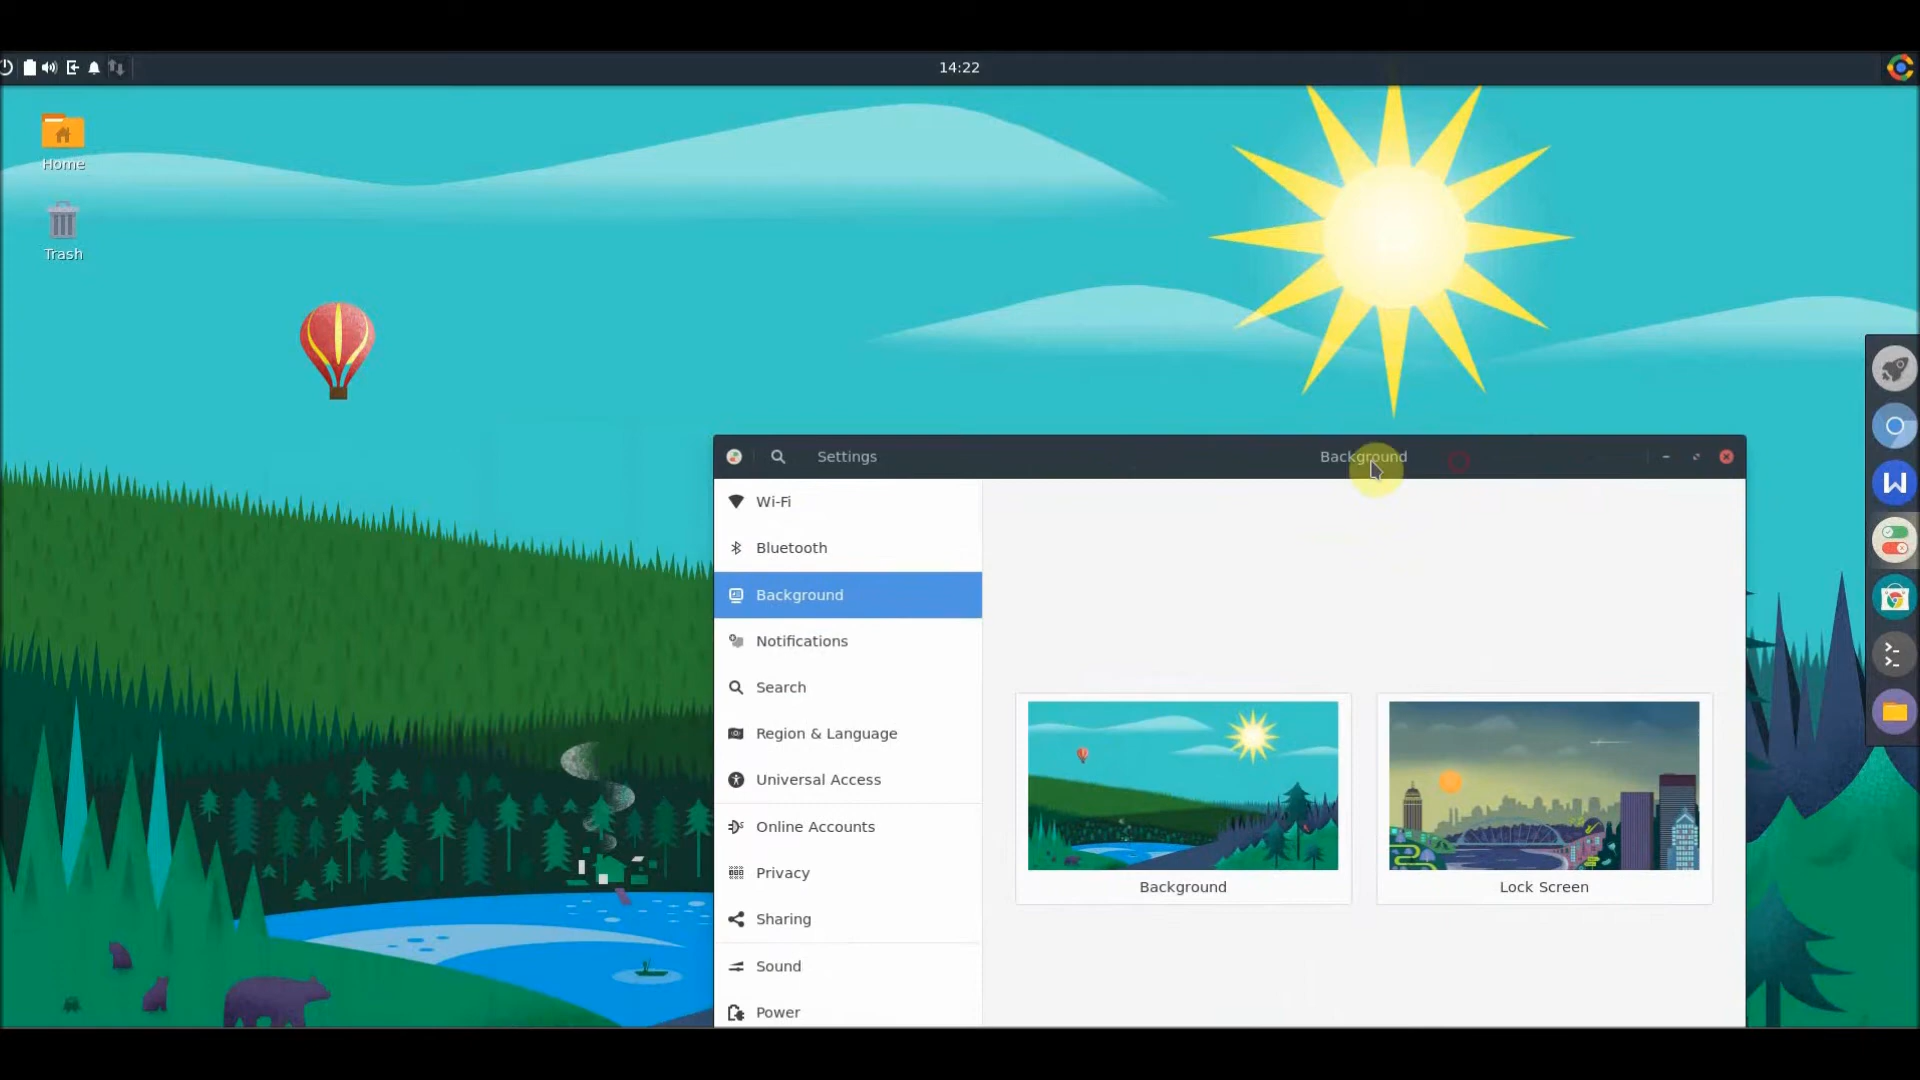 14:22
Home
Trash
Settings
Background
Wi-Fi
Bluetooth
Background
Notifications
Search
Region & Language
Universal Access
Online Accounts
Privacy
Sharing
Sound
Power
Background
Lock Screen